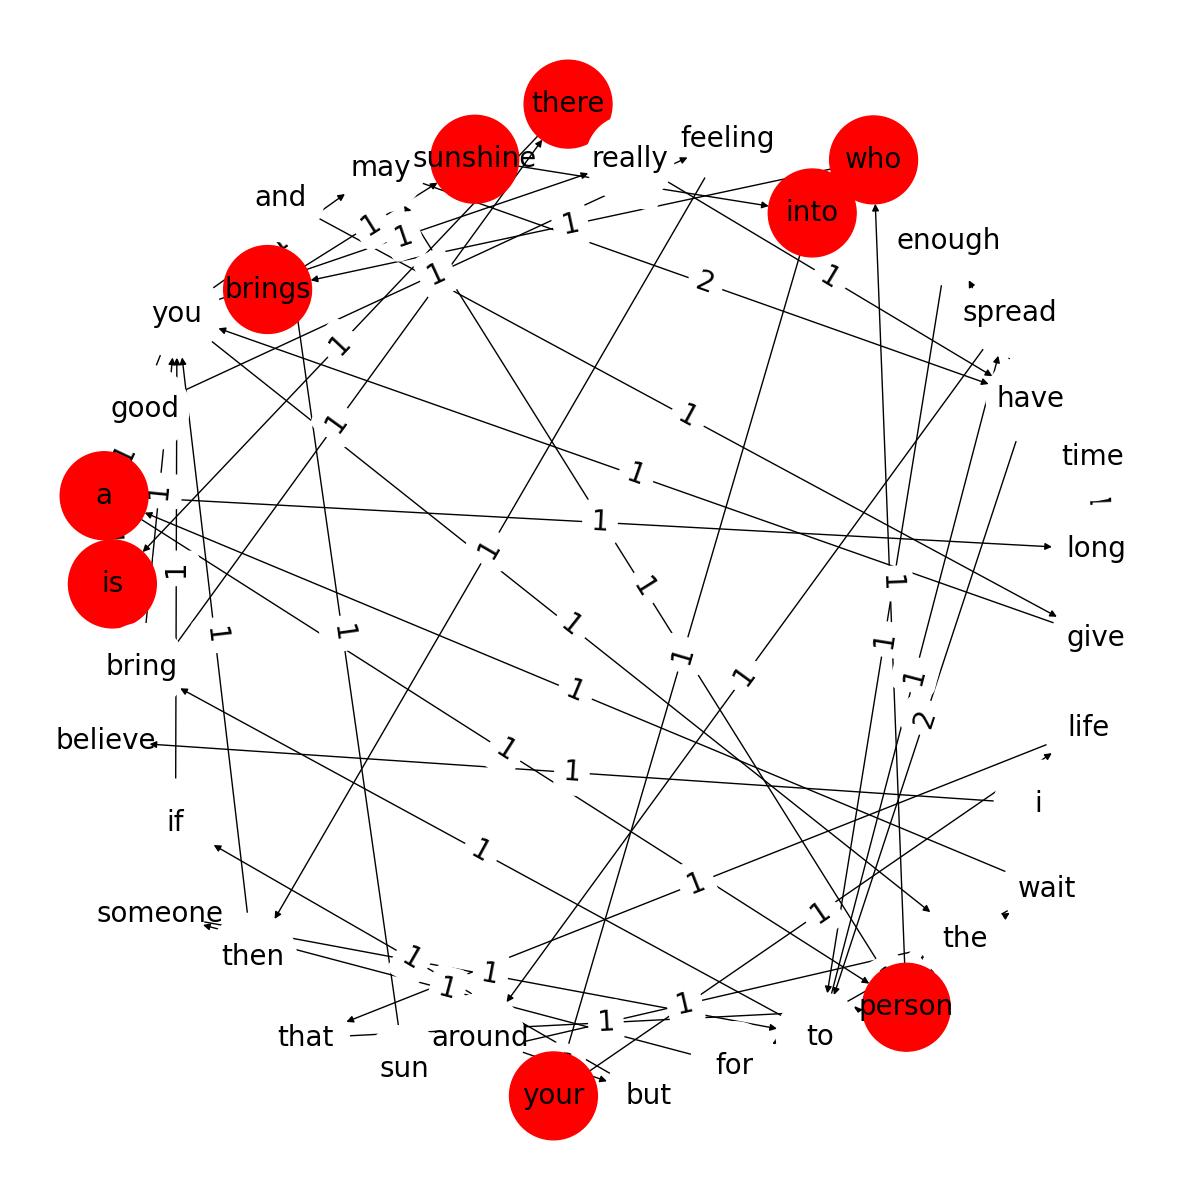 there
feeling
really
sunshine
who
may
and
into
1
1
1
enough
1
2
1
brings
spread
you
1
have
good
1
1
time
1
1
a
1
1
1
long
1
1
is
1
1
1
1
1
give
1
1
bring
1
1
1
2
life
believe
1
1
i
if
1
1
wait
someone
1
the
then
1
1
1
1
person
that
around
1
to
sun
for
your
but